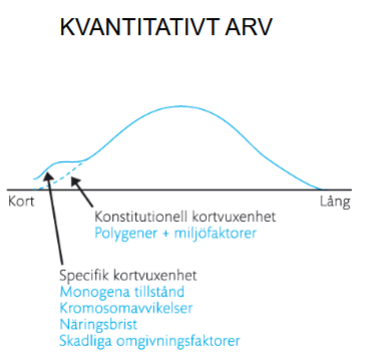 KVANTITATIVT ARV
Kort
Lång
Konstitutionell kortvuxenhet
Polygener + miljöfaktorer
Specifik kortvuxenhet
Monogena tillstånd
Kromosomavvikelser
Näringsbrist
Skadliga omgivningsfaktorer